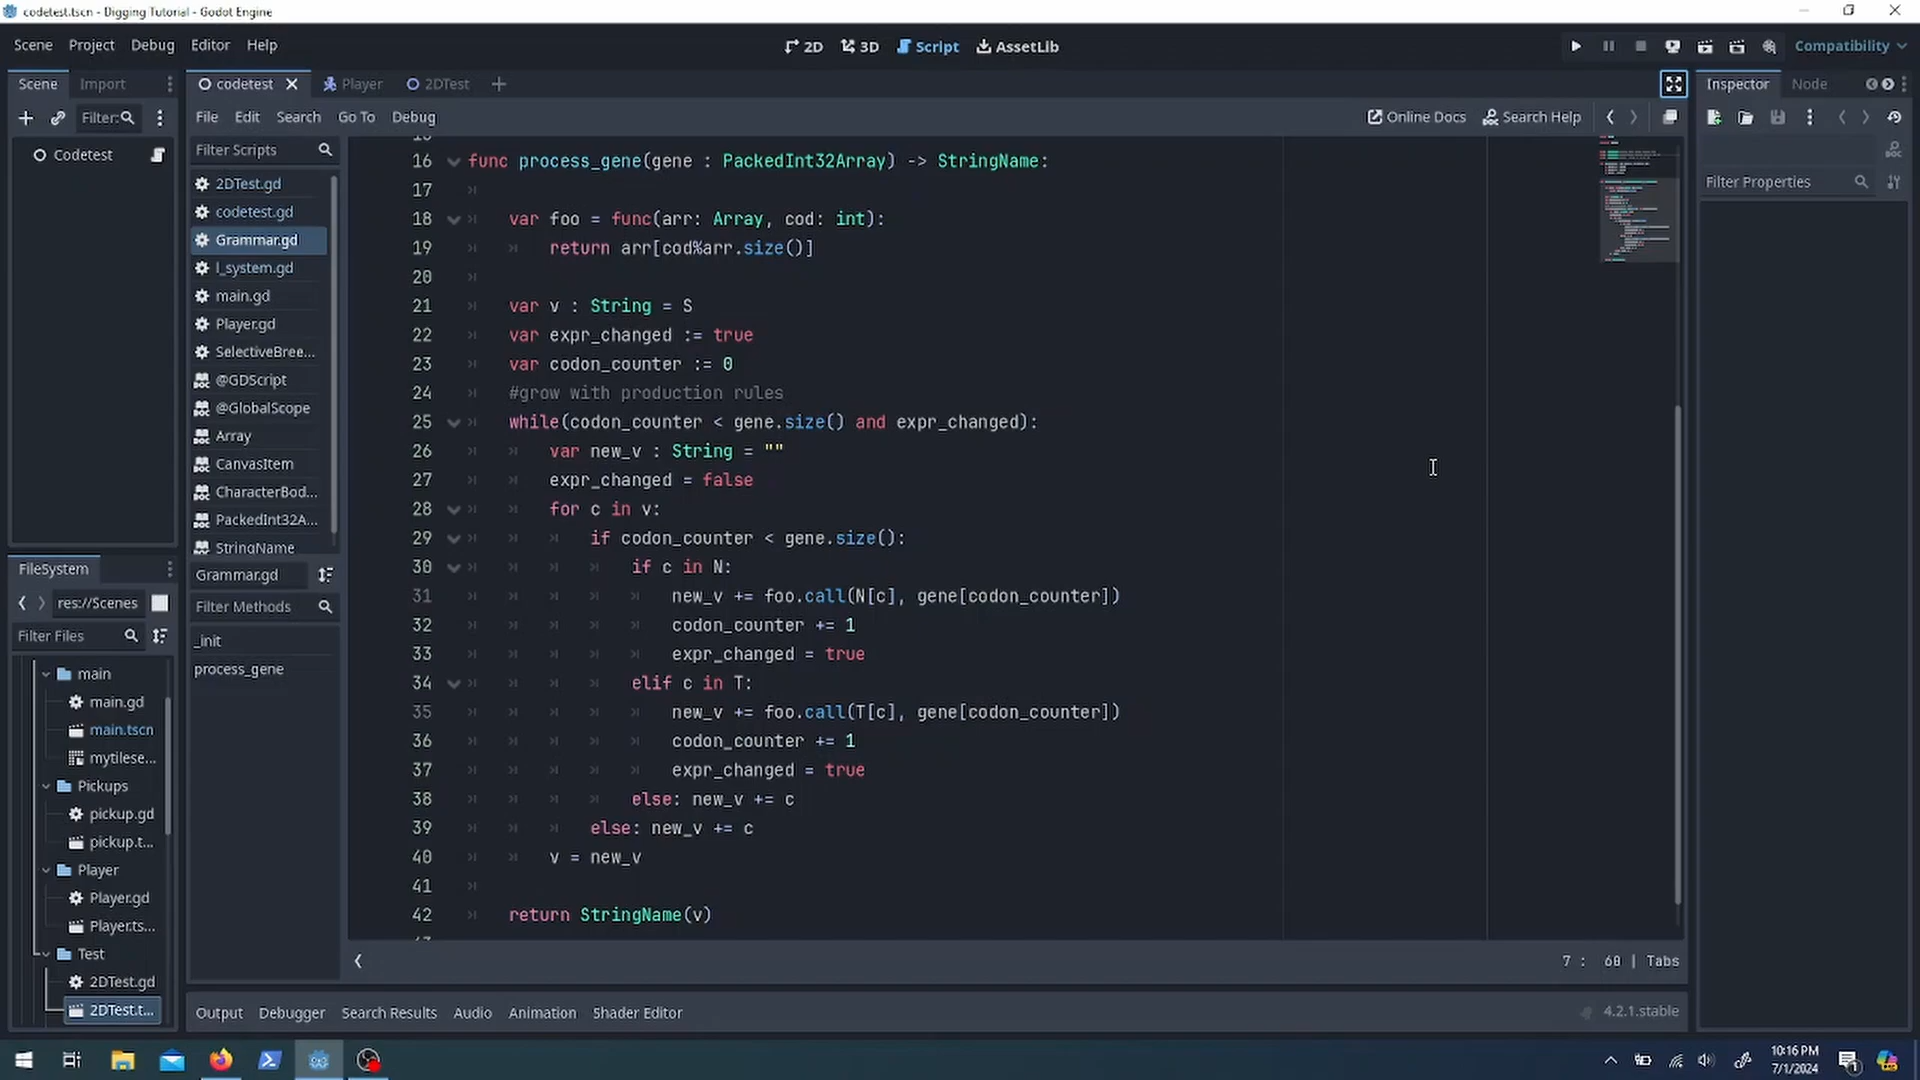 codetest.tscn - Digging Tutorial - Godot Engine
Scene Project Debug Editor Help
2D 3D Script AssetLib
Compatibility
Scene Import
codetest Player 2DTest
Inspector Node
Filter:
File Edit Search Go To Debug
Online Docs Search Help
Codetest
Filter Scripts
Filter Properties
2DTest.gd
codetest.gd
Grammar.gd
l_system.gd
main.gd
Player.gd
SelectiveBree...
@GDScript
@GlobalScope
Array
CanvasItem
CharacterBod...
PackedInt32A...
StringName
Grammar.gd
Filter Methods
_init
process_gene
FileSystem
res://Scenes
Filter Files
main
main.gd
main.tscn
mytilese...
Pickups
pickup.gd
pickup.t...
Player
Player.gd
Player.ts...
Test
2DTest.gd
2DTest.t...
16 func process_gene(gene : PackedInt32Array) -> StringName:
17
18 var foo = func(arr: Array, cod: int):
19 return arr[cod%arr.size()]
20
21 var v : String = S
22 var expr_changed := true
23 var codon_counter := 0
24 #grow with production rules
25 while(codon_counter < gene.size() and expr_changed):
26 var new_v : String = ""
27 expr_changed = false
28 for c in v:
29 if codon_counter < gene.size():
30 if c in N:
31 new_v += foo.call(N[c], gene[codon_counter])
32 codon_counter += 1
33 expr_changed = true
34 elif c in T:
35 new_v += foo.call(T[c], gene[codon_counter])
36 codon_counter += 1
37 expr_changed = true
38 else: new_v += c
39 else: new_v += c
40 v = new_v
41
42 return StringName(v)
7 : 60 | Tabs
Output Debugger Search Results Audio Animation Shader Editor
4.2.1.stable
10:16 PM
7/1/2024